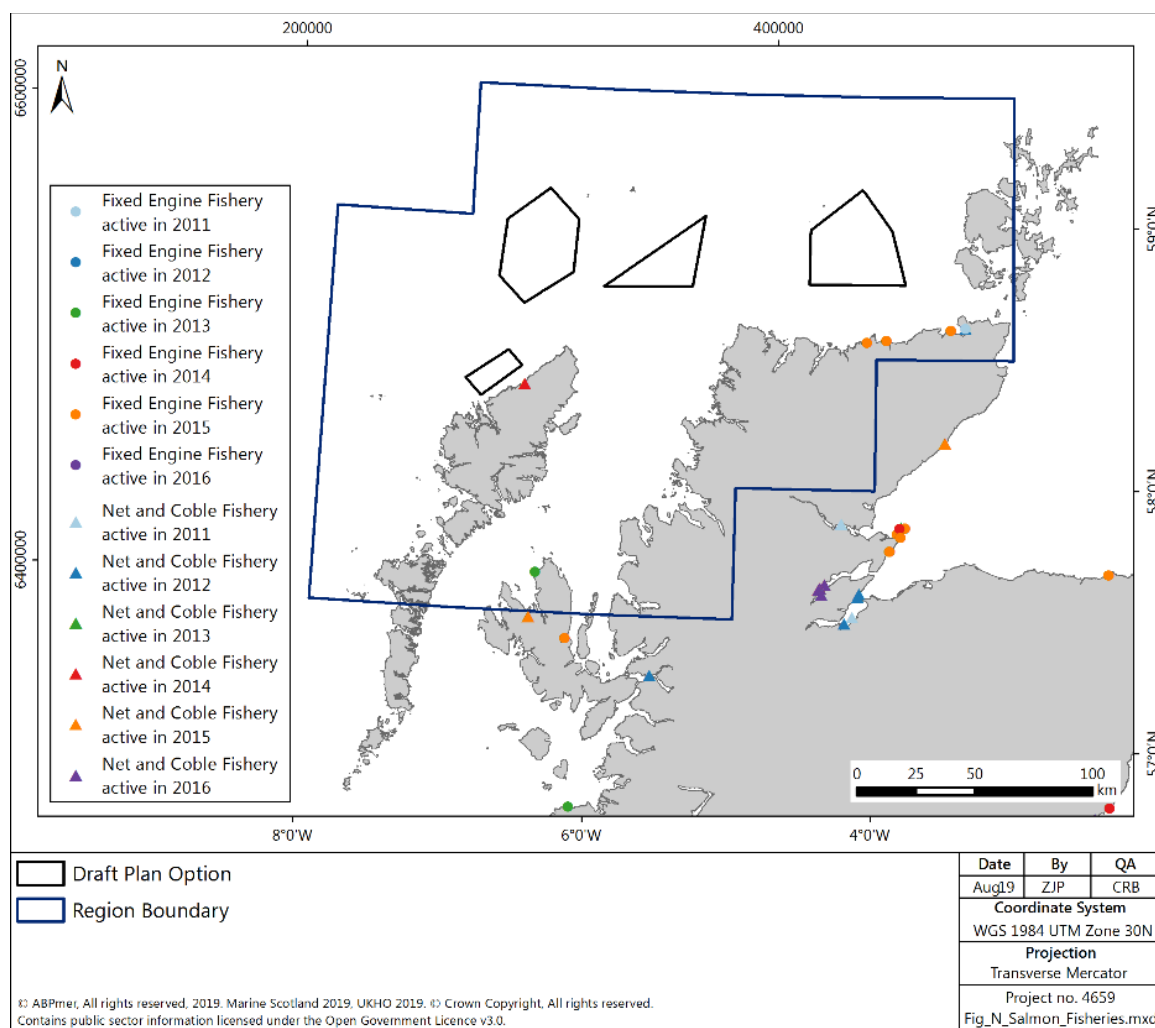 200000
400000
6600000
6400000
N
59°0'N
58°0'N
57°0'N
Fixed Engine Fishery
active in 2011
Fixed Engine Fishery
active in 2012
Fixed Engine Fishery
active in 2013
Fixed Engine Fishery
active in 2014
Fixed Engine Fishery
active in 2015
Fixed Engine Fishery
active in 2016
Net and Coble Fishery
active in 2011
Net and Coble Fishery
active in 2012
Net and Coble Fishery
active in 2013
Net and Coble Fishery
active in 2014
Net and Coble Fishery
active in 2015
Net and Coble Fishery
active in 2016
0 25 50 100
km
8°0'W 6°0'W 4°0'W
Draft Plan Option
Region Boundary
Date By QA
Aug19 ZJP CRB
Coordinate System
WGS 1984 UTM Zone 30N
Projection
Transverse Mercator
Project no. 4659
Fig_N_Salmon_Fisheries.mxd
© ABPmer, All rights reserved, 2019. Marine Scotland 2019, UKHO 2019. © Crown Copyright, All rights reserved.
Contains public sector information licensed under the Open Government Licence v3.0.